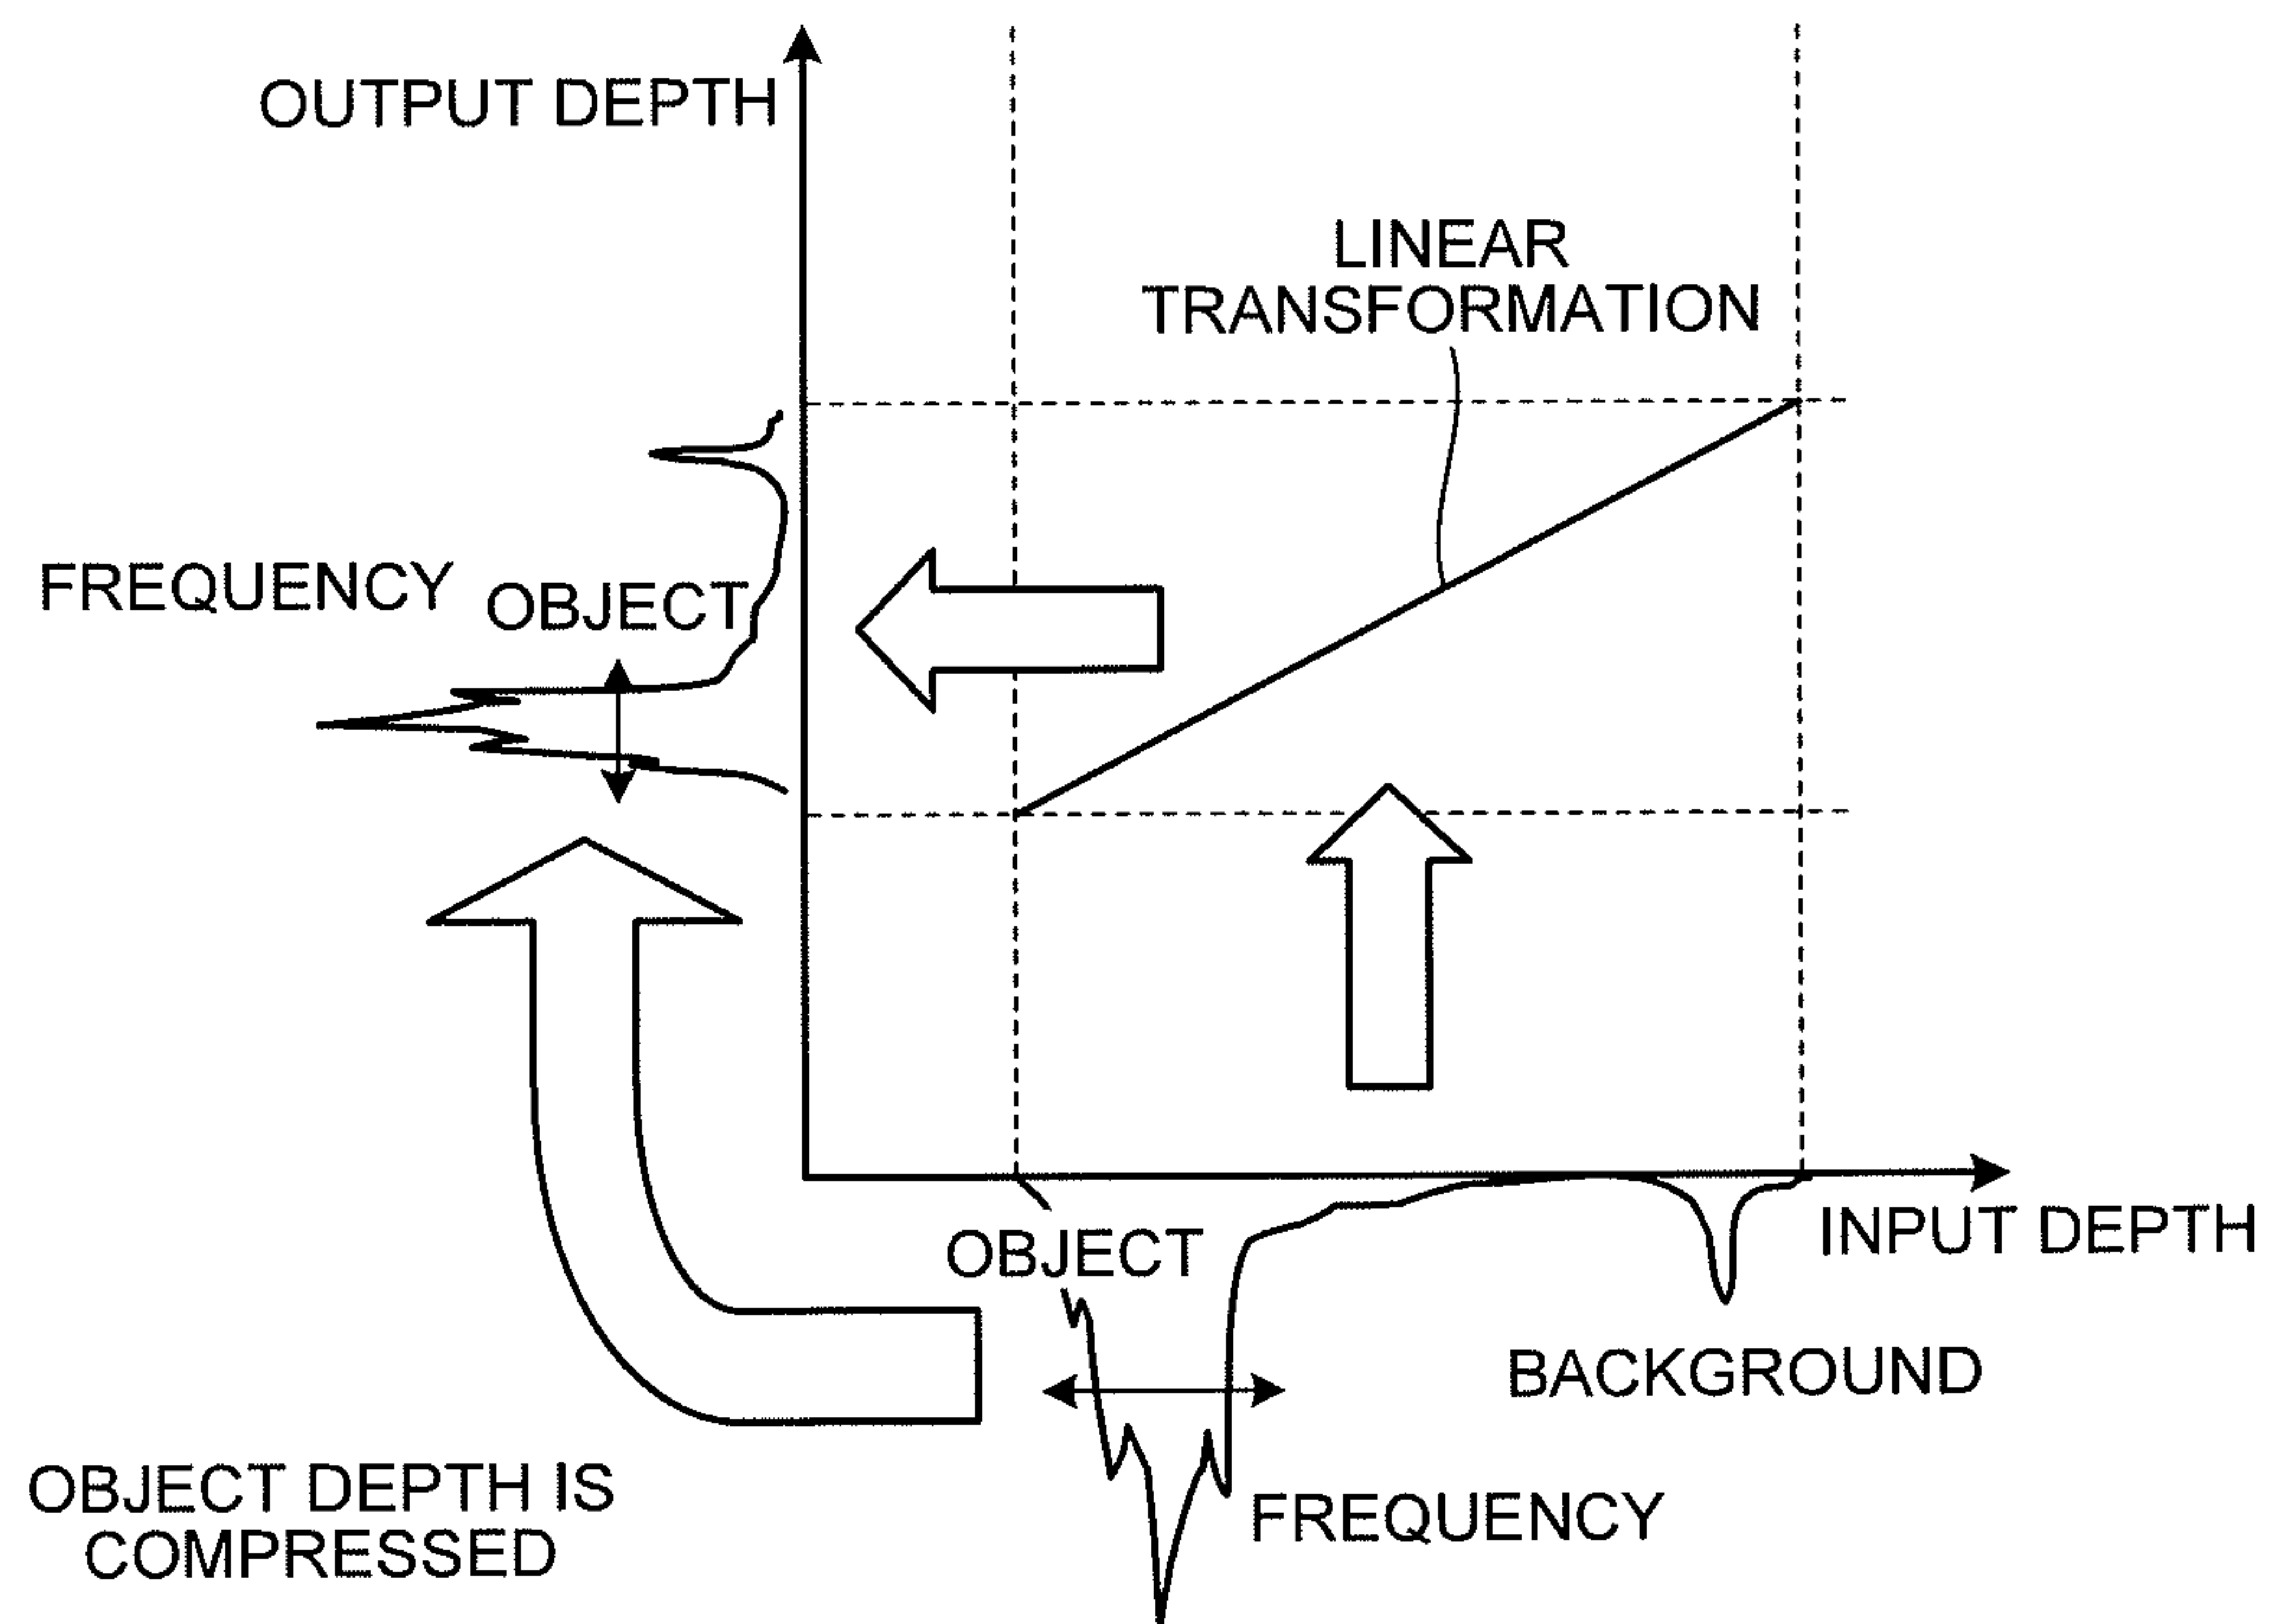 OUTPUT DEPTH
LINEAR
TRANSFORMATION
FREQUENCY
OBJECT
OBJECT
INPUT DEPTH
BACKGROUND
OBJECT DEPTH IS
COMPRESSED
FREQUENCY